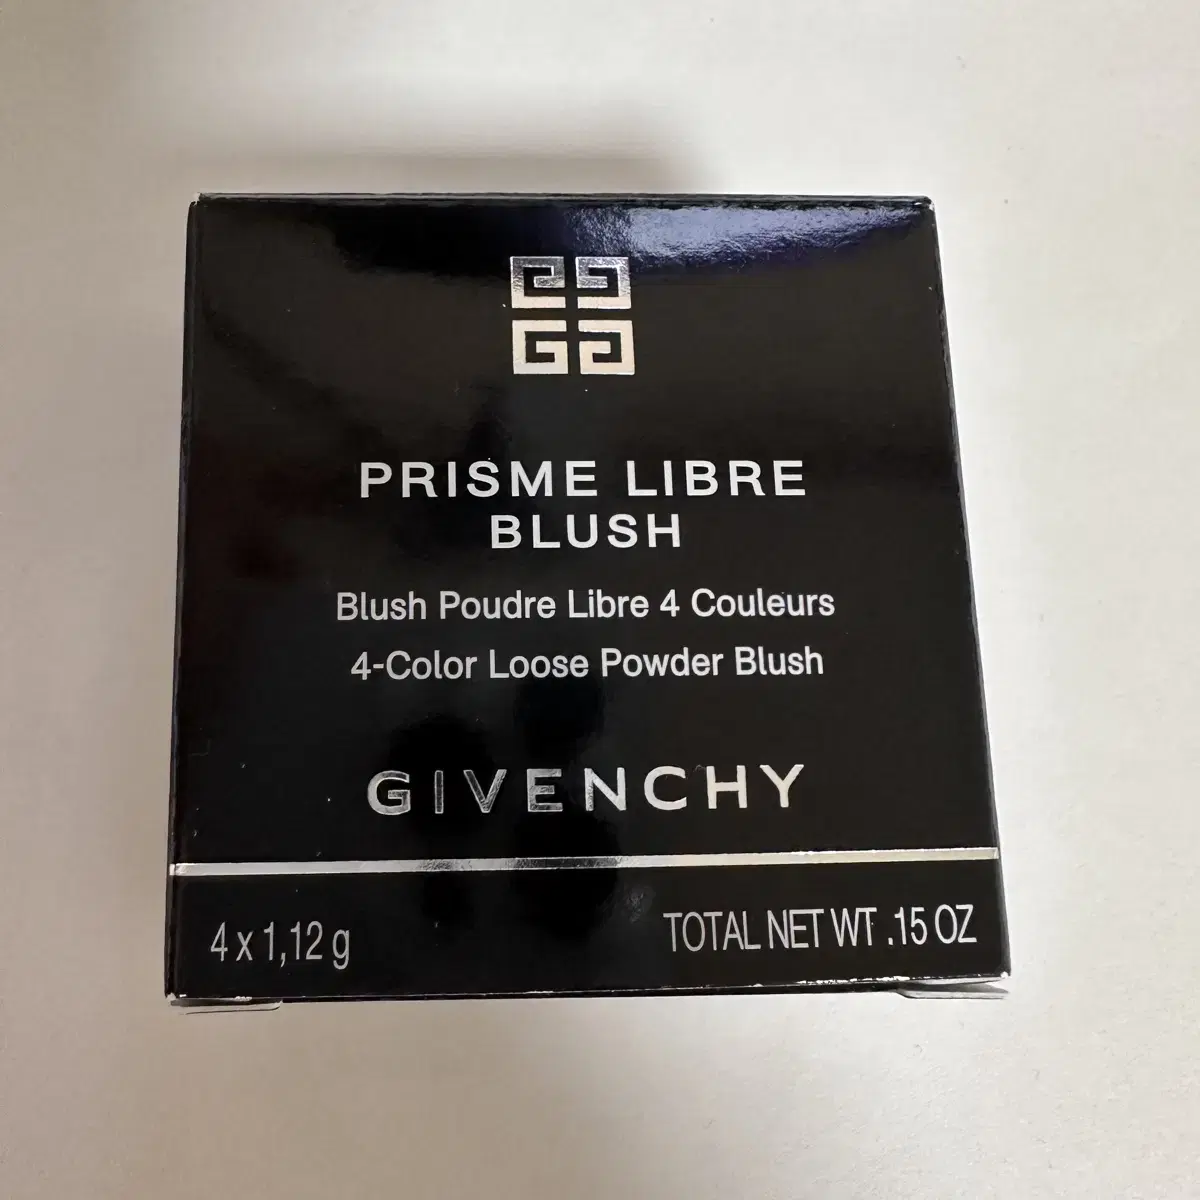 PRISME LIBRE
BLUSH
Blush Poudre Libre 4 Couleurs
4-Color Loose Powder Blush
GIVENCHY
4 x 1,12 g
TOTAL NET WT .15 OZ